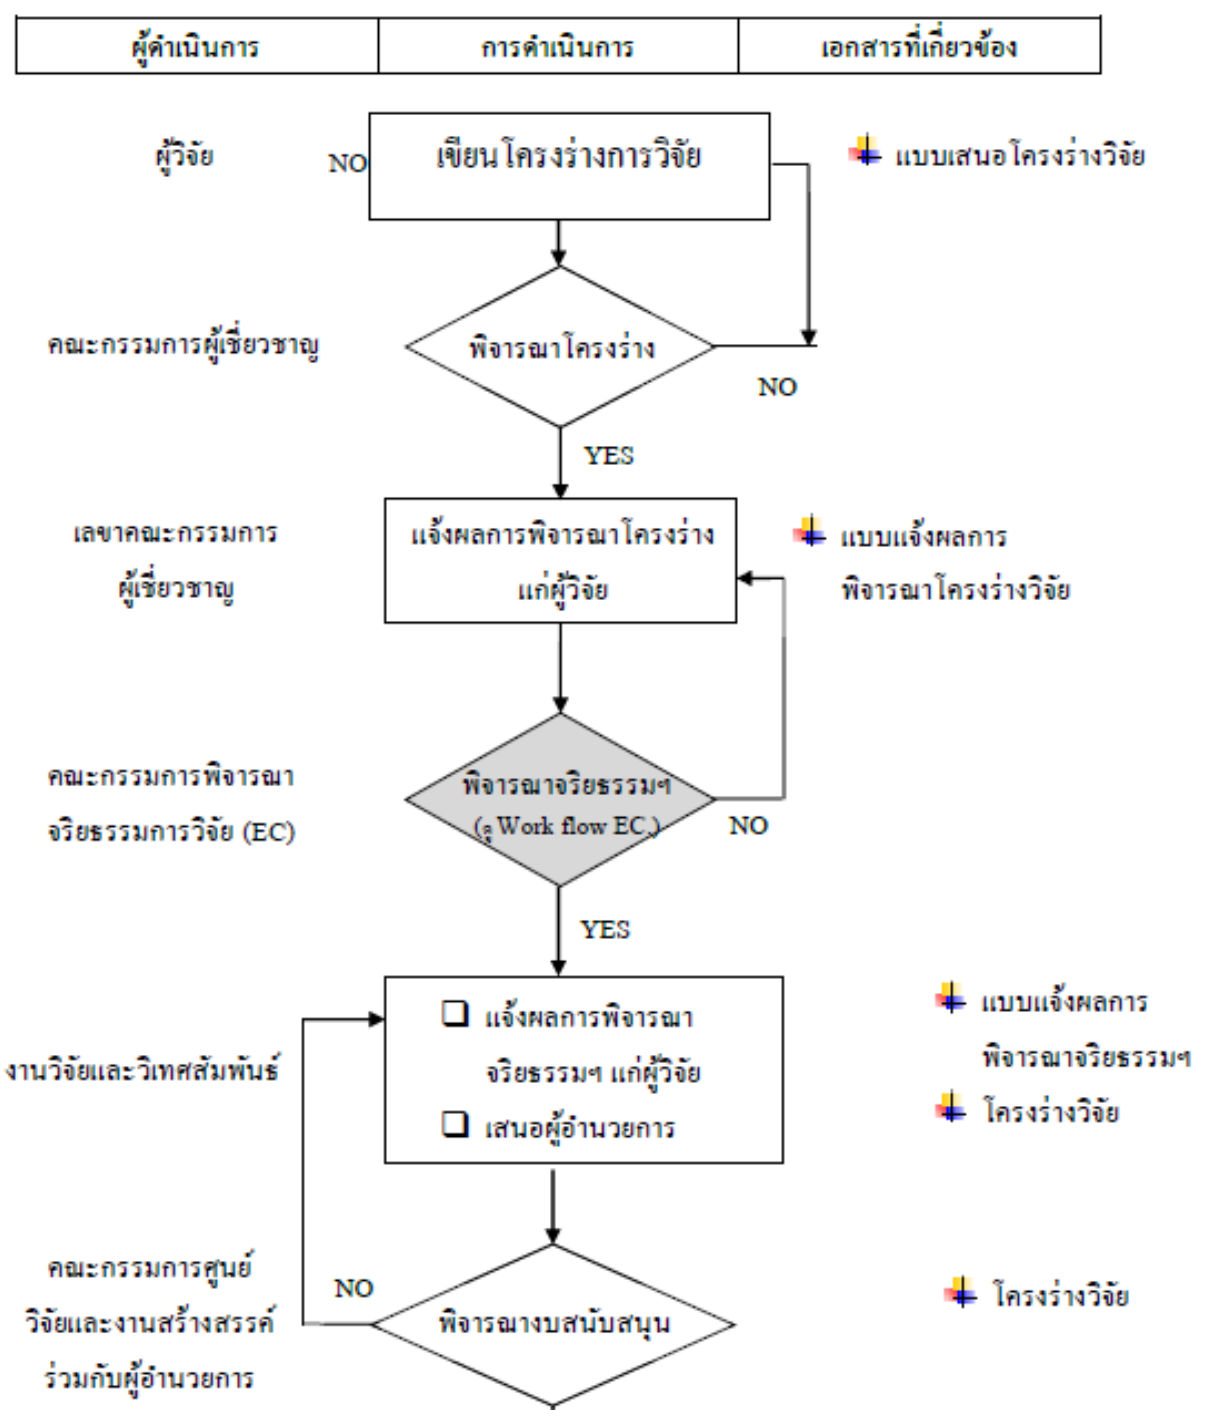 ผู้ดำเนินการ การดำเนินการ เอกสารที่เกี่ยวข้อง
ผู้วิจัย
NO
เขียนโครงร่างการวิจัย
แบบเสนอโครงร่างวิจัย
คณะกรรมการผู้เชี่ยวชาญ
พิจารณาโครงร่าง
NO
YES
เลขาคณะกรรมการ
ผู้เชี่ยวชาญ
แจ้งผลการพิจารณาโครงร่าง
แก่ผู้วิจัย
แบบแจ้งผลการ
พิจารณาโครงร่างวิจัย
คณะกรรมการพิจารณา
จริยธรรมการวิจัย (EC)
พิจารณาจริยธรรมฯ
(ดู Work flow EC.)
NO
YES
งานวิจัยและวิเทศสัมพันธ์
แจ้งผลการพิจารณา
จริยธรรมฯ แก่ผู้วิจัย
เสนอผู้อำนวยการ
แบบแจ้งผลการ
พิจารณาจริยธรรมฯ
โครงร่างวิจัย
คณะกรรมการศูนย์
วิจัยและงานสร้างสรรค์
ร่วมกับผู้อำนวยการ
NO
พิจารณางบสนับสนุน
โครงร่างวิจัย